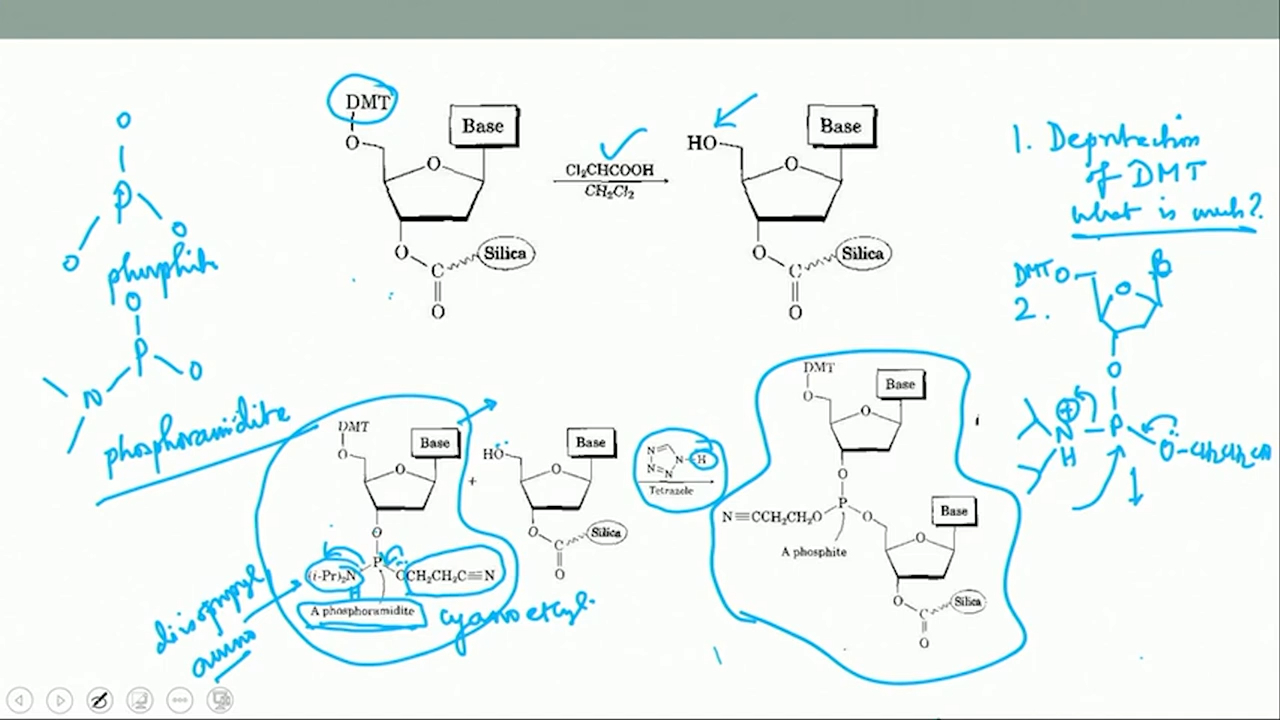 DMT
O
Base
O
O
C
Silica
O
Cl₂CHCOOH
CH₂Cl₂
HO
Base
O
O
C
Silica
O
1. Deprotection
of DMT
what is mech?
O
P
O
O
phosphite
O
P
N
O
phosphoramidite
DMT
O
Base
O
O
P
(i-Pr)₂N
OCH₂CH₂C≡N
H
A phosphoramidite
diisopropyl
amino
cyanoethyl
+
HO
Base
O
O
C
Silica
O
N
N
N
N
H
Tetrazole
DMT
O
Base
O
O
N≡CCH₂CH₂O
P
O
A phosphite
Base
O
O
C
Silica
O
DMTO
O
B
2.
O
+
N
P
H
O-CH₂CH₂CN